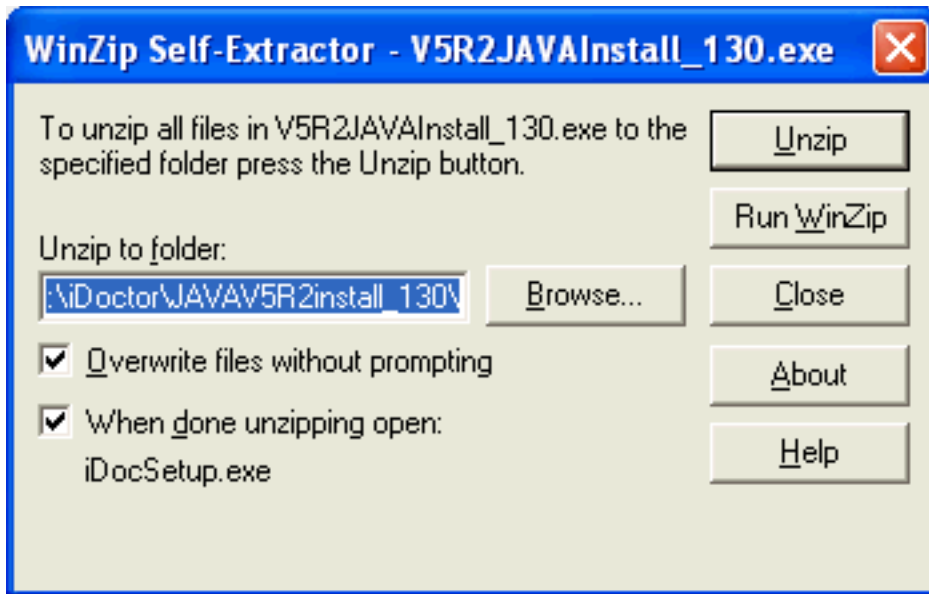 WinZip Self-Extractor - V5R2JAVAInstall_130.exe
To unzip all files in V5R2JAVAInstall_130.exe to the
specified folder press the Unzip button.
Unzip
Run WinZip
Unzip to folder:
:\iDoctor\JAVAV5R2install_130\
Browse...
Close
Overwrite files without prompting
About
When done unzipping open:
iDocSetup.exe
Help